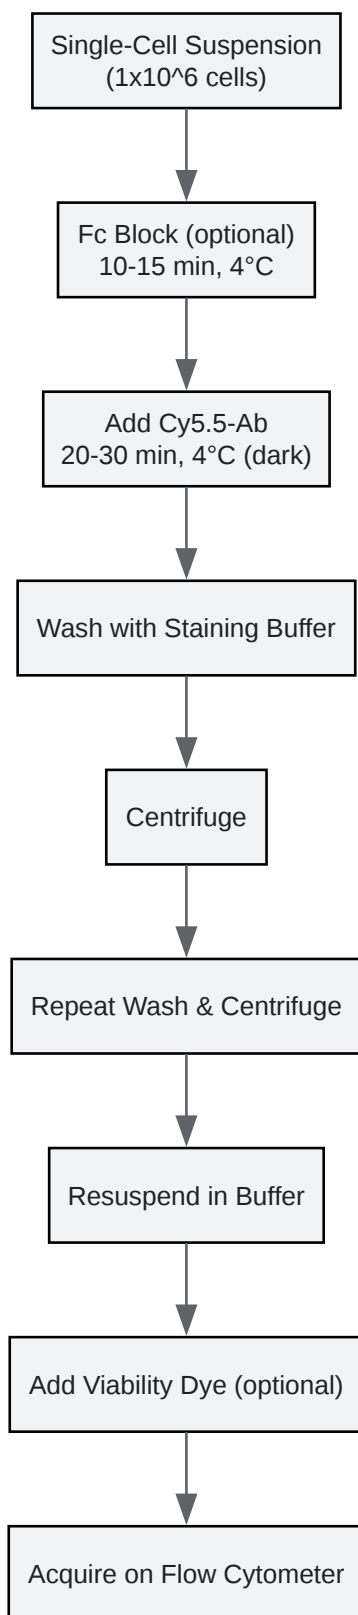 Single-Cell Suspension
(1x10^6 cells)
Fc Block (optional)
10-15 min, 4°C
Add Cy5.5-Ab
20-30 min, 4°C (dark)
Wash with Staining Buffer
Centrifuge
Repeat Wash & Centrifuge
Resuspend in Buffer
Add Viability Dye (optional)
Acquire on Flow Cytometer